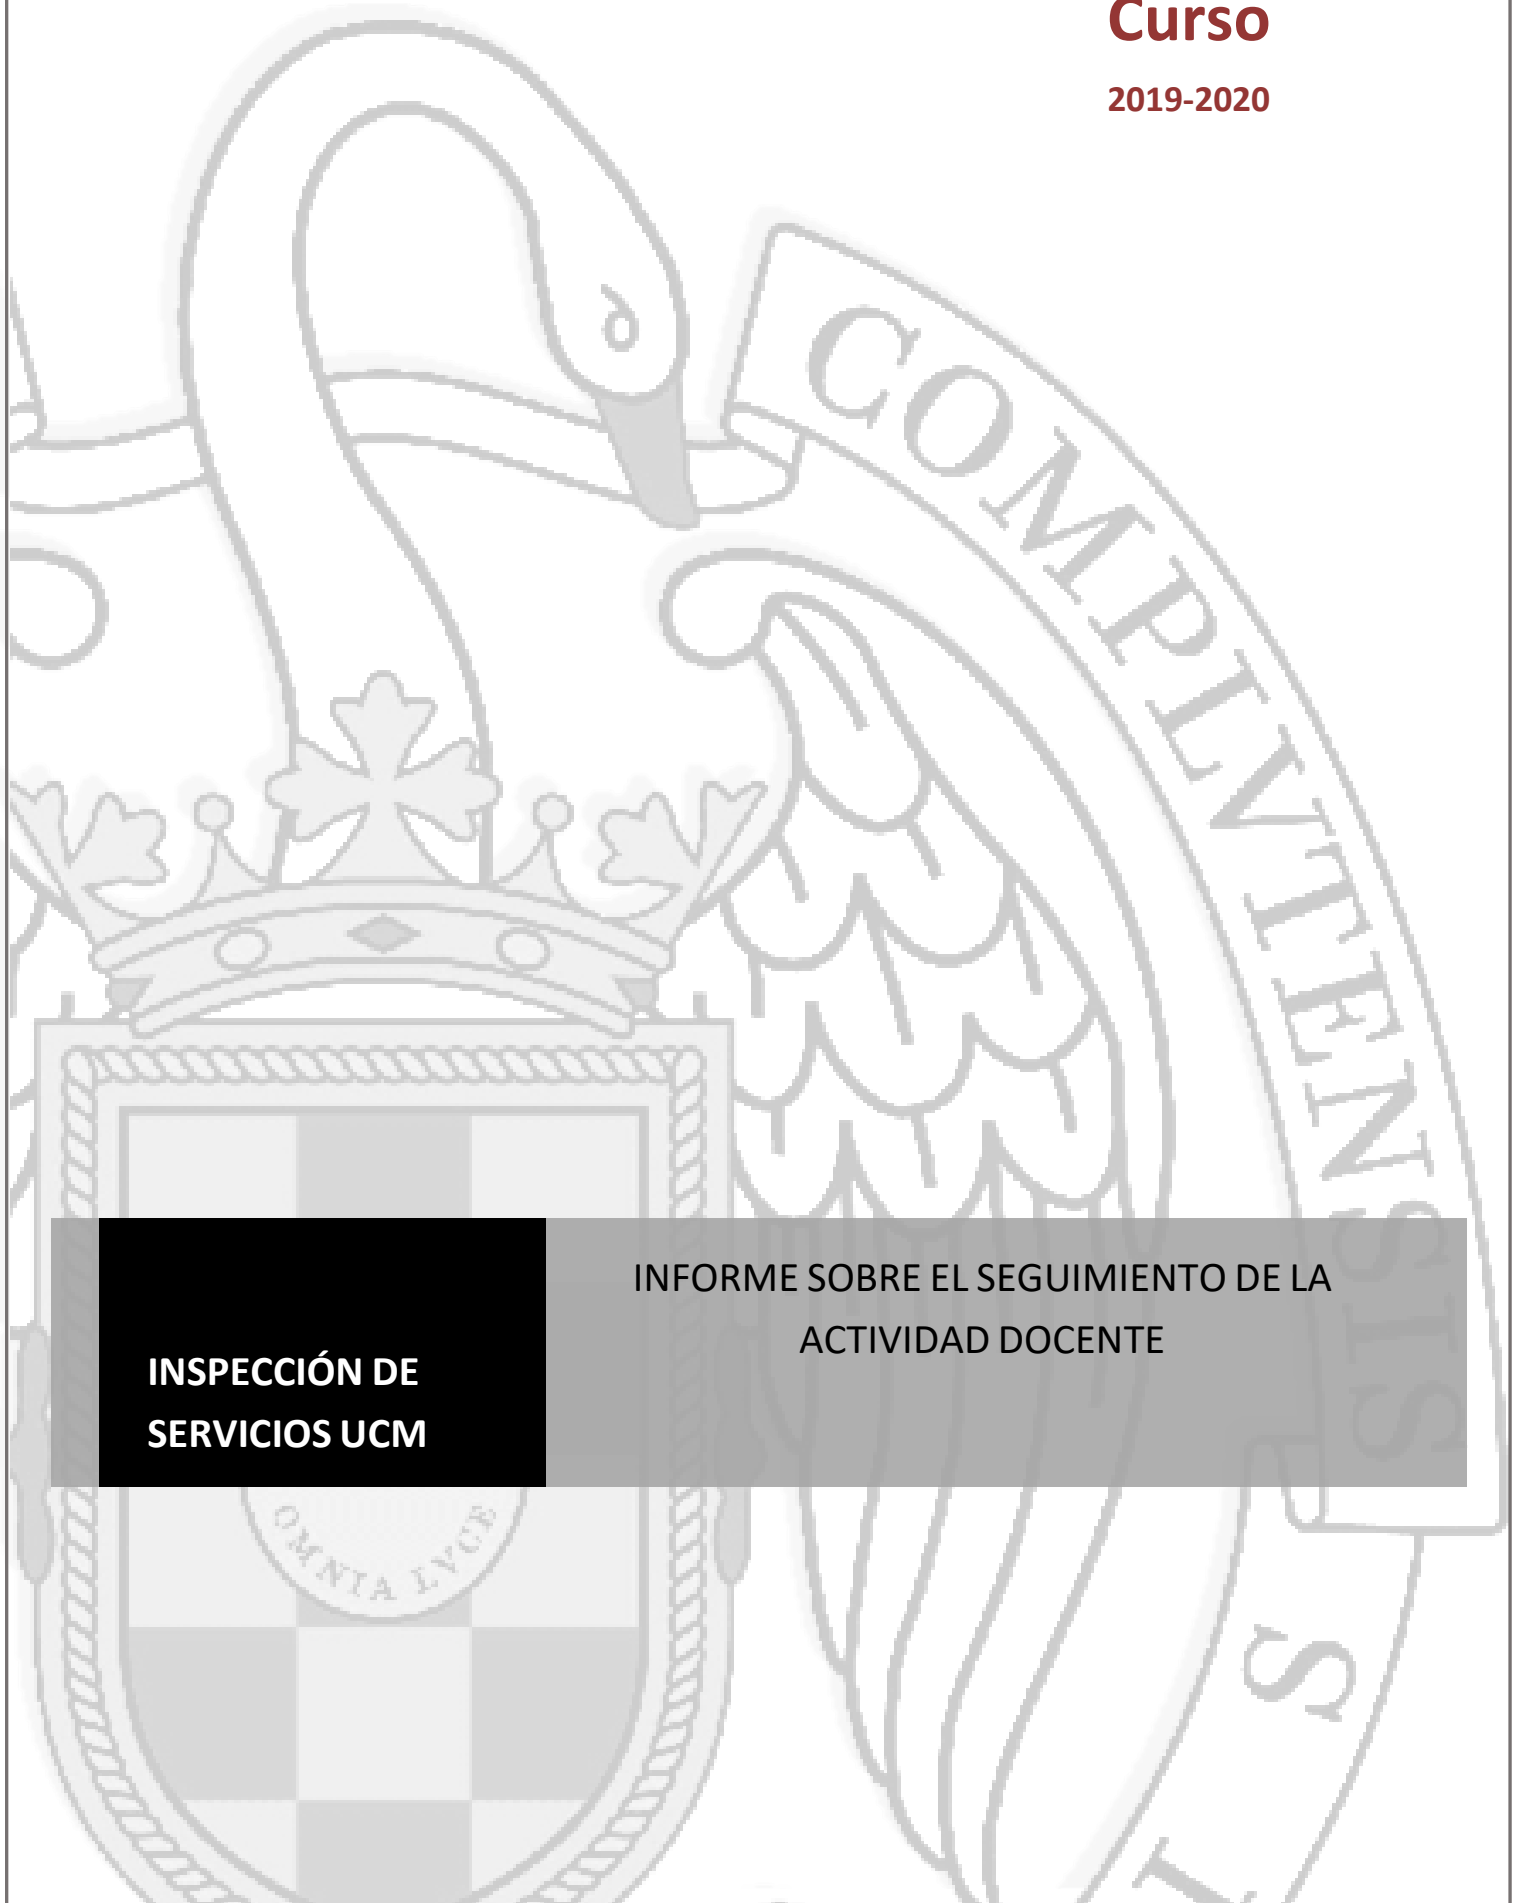 Curso
2019-2020
COMPLVTENSIS
INFORME SOBRE EL SEGUIMIENTO DE LA
ACTIVIDAD DOCENTE
INSPECCIÓN DE
SERVICIOS UCM
OMNIA LVCE
S